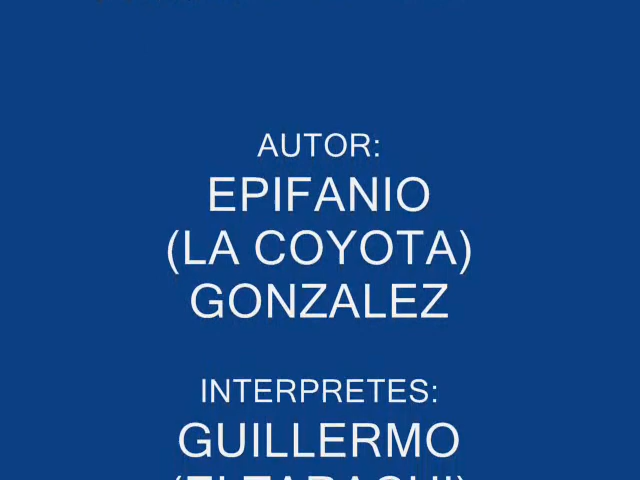 AUTOR:
EPIFANIO
(LA COYOTA)
GONZALEZ
INTERPRETES:
GUILLERMO